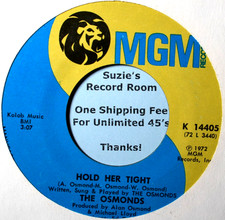 MGM
RECORDS
Suzie's
Record Room
One Shipping Fee
For Unlimited 45's
Thanks!
Kolob Music
BMI
3:07
K 14405
(72 L 3440)
℗ 1972
MGM
Records, Inc.
HOLD HER TIGHT
(A. Osmond-M. Osmond-W. Osmond)
Written, Sung & Played by THE OSMONDS
THE OSMONDS
Produced by Alan Osmond
& Michael Lloyd